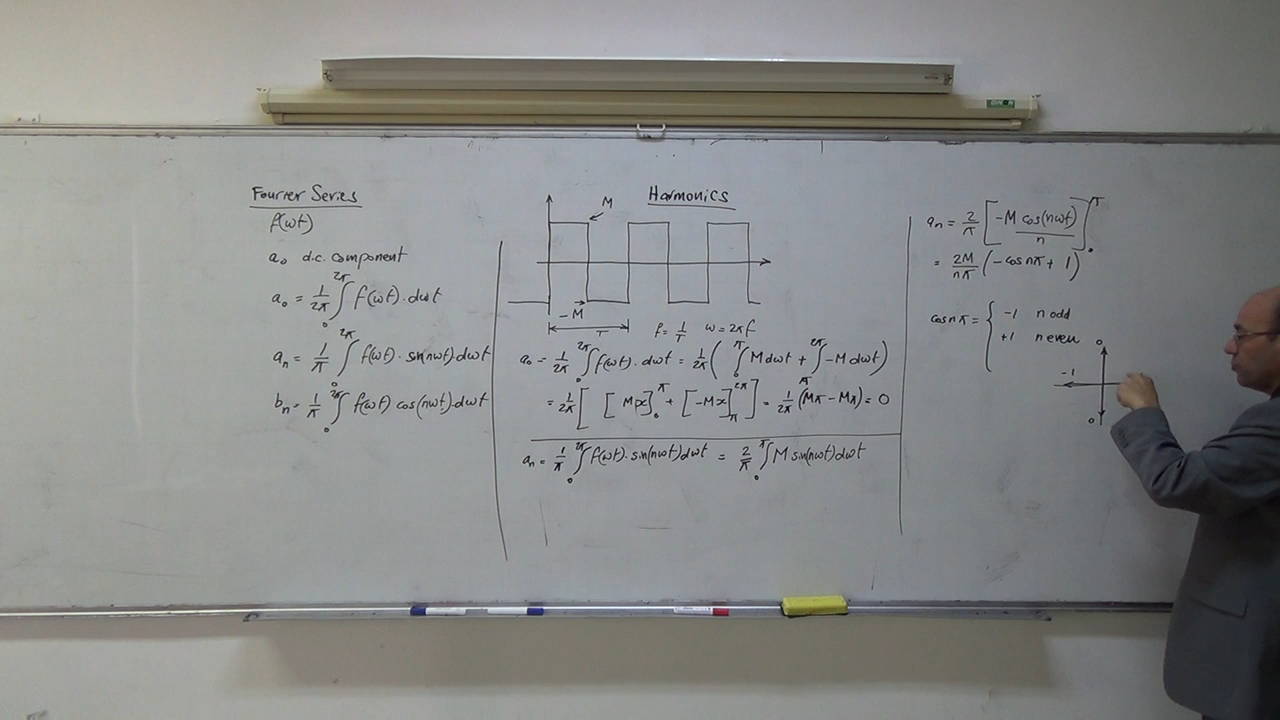 Fourier Series
f(ωt)
a₀ d.c. component
a₀ = 1/2π ∫₀^2π f(ωt)·dωt
aₙ = 1/π ∫₀^2π f(ωt)·sin(nωt)·dωt
bₙ = 1/π ∫₀^2π f(ωt) cos(nωt)·dωt
Harmonics
M
-M
T
f = 1/T ω = 2πf
a₀ = 1/2π ∫₀^2π f(ωt)·dωt = 1/2π ( ∫₀^π M dωt + ∫π^2π -M dωt )
= 1/2π [ [Mx]₀^π + [-Mx]π^2π ] = 1/2π (Mπ - Mπ) = 0
aₙ = 1/π ∫₀^2π f(ωt)·sin(nωt)dωt = 2/π ∫₀^π M sin(nωt)dωt
aₙ = 2/π [ -M cos(nωt)/n ]₀^π
= 2M/nπ (-cos nπ + 1)
cos nπ = { -1 n odd
+1 n even
0
-1
0